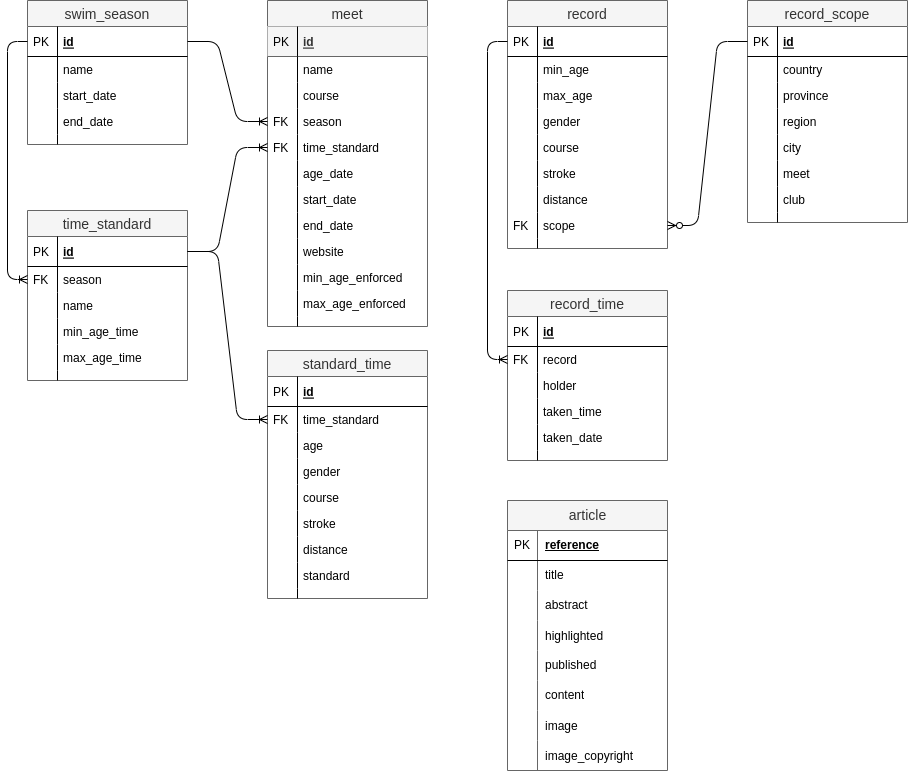 swim_season
PK id
name
start_date
end_date
meet
PK id
name
course
FK season
FK time_standard
age_date
start_date
end_date
website
min_age_enforced
max_age_enforced
record
PK id
min_age
max_age
gender
course
stroke
distance
FK scope
record_scope
PK id
country
province
region
city
meet
club
time_standard
PK id
FK season
name
min_age_time
max_age_time
standard_time
PK id
FK time_standard
age
gender
course
stroke
distance
standard
record_time
PK id
FK record
holder
taken_time
taken_date
article
PK reference
title
abstract
highlighted
published
content
image
image_copyright